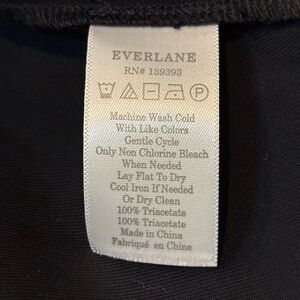 EVERLANE
RN# 139393
Machine Wash Cold
With Like Colors
Gentle Cycle
Only Non Chlorine Bleach
When Needed
Lay Flat To Dry
Cool Iron If Needed
Or Dry Clean
100% Triacetate
100% Triacetate
Made in China
Fabriqué en Chine